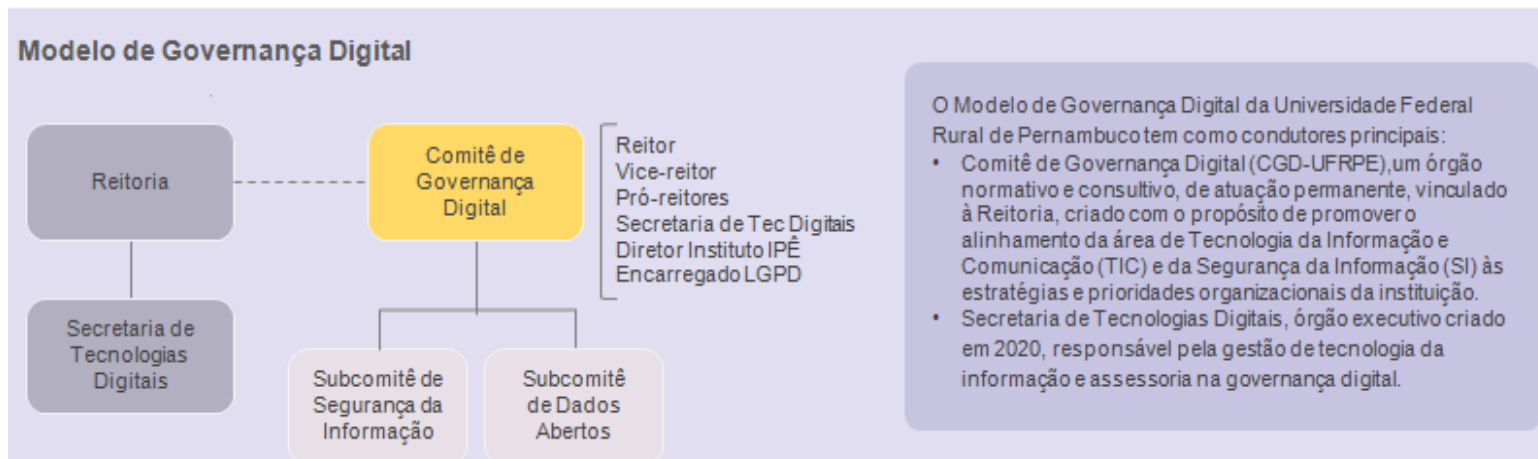 Modelo de Governança Digital
Reitoria
Comitê de
Governança
Digital
Reitor
Vice-reitor
Pró-reitores
Secretaria de Tec Digitais
Diretor Instituto IPÊ
Encarregado LGPD
Secretaria de
Tecnologias
Digitais
Subcomitê de
Segurança da
Informação
Subcomitê
de Dados
Abertos
O Modelo de Governança Digital da Universidade Federal
Rural de Pernambuco tem como condutores principais:
• Comitê de Governança Digital (CGD-UFRPE),um órgão
normativo e consultivo, de atuação permanente, vinculado
à Reitoria, criado com o propósito de promover o
alinhamento da área de Tecnologia da Informação e
Comunicação (TIC) e da Segurança da Informação (SI) às
estratégias e prioridades organizacionais da instituição.
• Secretaria de Tecnologias Digitais, órgão executivo criado
em 2020, responsável pela gestão de tecnologia da
informação e assessoria na governança digital.